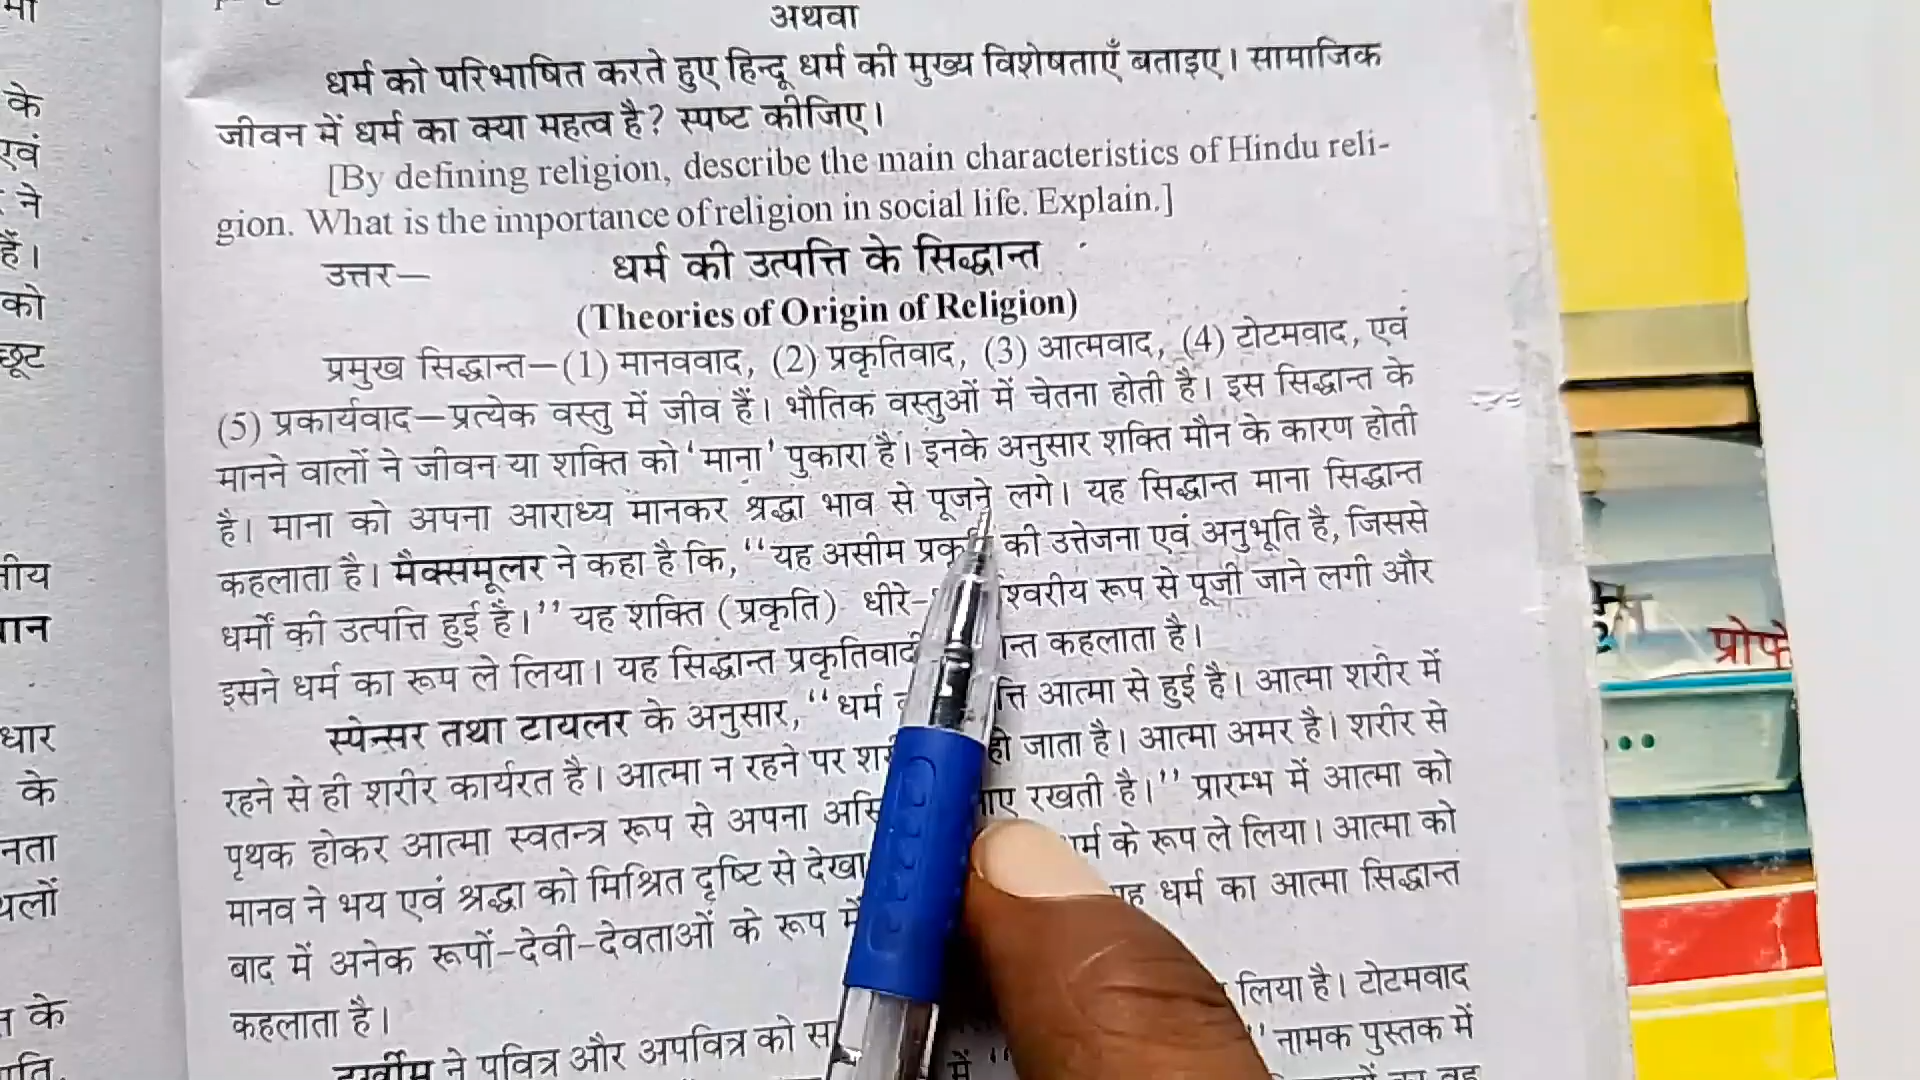 अथवा
धर्म को परिभाषित करते हुए हिन्दू धर्म की मुख्य विशेषताएँ बताइए। सामाजिक
जीवन में धर्म का क्या महत्व है? स्पष्ट कीजिए।
[By defining religion, describe the main characteristics of Hindu reli-
gion. What is the importance of religion in social life. Explain.]
उत्तर— धर्म की उत्पत्ति के सिद्धान्त
(Theories of Origin of Religion)
प्रमुख सिद्धान्त—(1) मानववाद, (2) प्रकृतिवाद, (3) आत्मवाद, (4) टोटमवाद, एवं
(5) प्रकार्यवाद—प्रत्येक वस्तु में जीव हैं। भौतिक वस्तुओं में चेतना होती है। इस सिद्धान्त के
मानने वालों ने जीवन या शक्ति को ‘माना’ पुकारा है। इनके अनुसार शक्ति मौन के कारण होती
है। माना को अपना आराध्य मानकर श्रद्धा भाव से पूजने लगे। यह सिद्धान्त माना सिद्धान्त
कहलाता है। मैक्समूलर ने कहा है कि, ‘‘यह असीम की उत्तेजना एवं अनुभूति है, जिससे
धर्मों की उत्पत्ति हुई है।’’ यह शक्ति (प्रकृति) धीरे- रूप से पूजी जाने लगी और
इसने धर्म का रूप ले लिया। यह सिद्धान्त प्रकृतिवादी कहलाता है।
स्पेन्सर तथा टायलर के अनुसार, ‘‘धर्म आत्मा से हुई है। आत्मा शरीर में
रहने से ही शरीर कार्यरत है। आत्मा न रहने पर जाता है। आत्मा अमर है। शरीर से
पृथक होकर आत्मा स्वतन्त्र रूप से अपना रखती है।’’ प्रारम्भ में आत्मा को
मानव ने भय एवं श्रद्धा को मिश्रित दृष्टि से देखा के रूप ले लिया। आत्मा को
बाद में अनेक रूपों-देवी-देवताओं के रूप में धर्म का आत्मा सिद्धान्त
कहलाता है।
ने पवित्र और अपवित्र को लिया है। टोटमवाद
में ‘‘ ’’ नामक पुस्तक में
के
एवं
ने
हैं।
को
छूट
धार
के
के